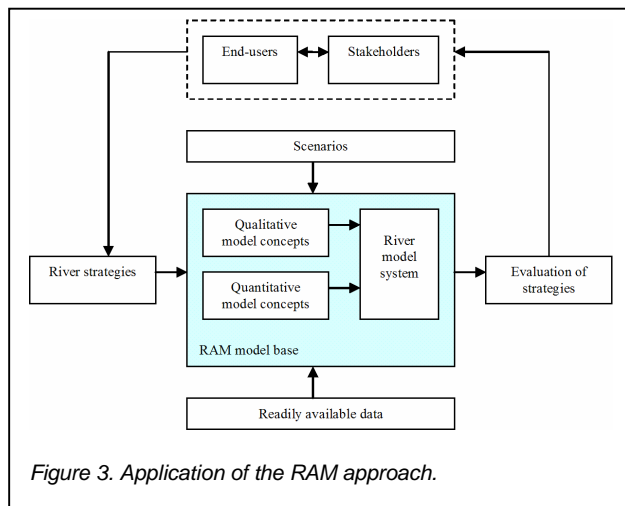 End-users
Stakeholders
Scenarios
Qualitative
model concepts
River
model
system
River strategies
Quantitative
model concepts
Evaluation of
strategies
RAM model base
Readily available data
Figure 3. Application of the RAM approach.